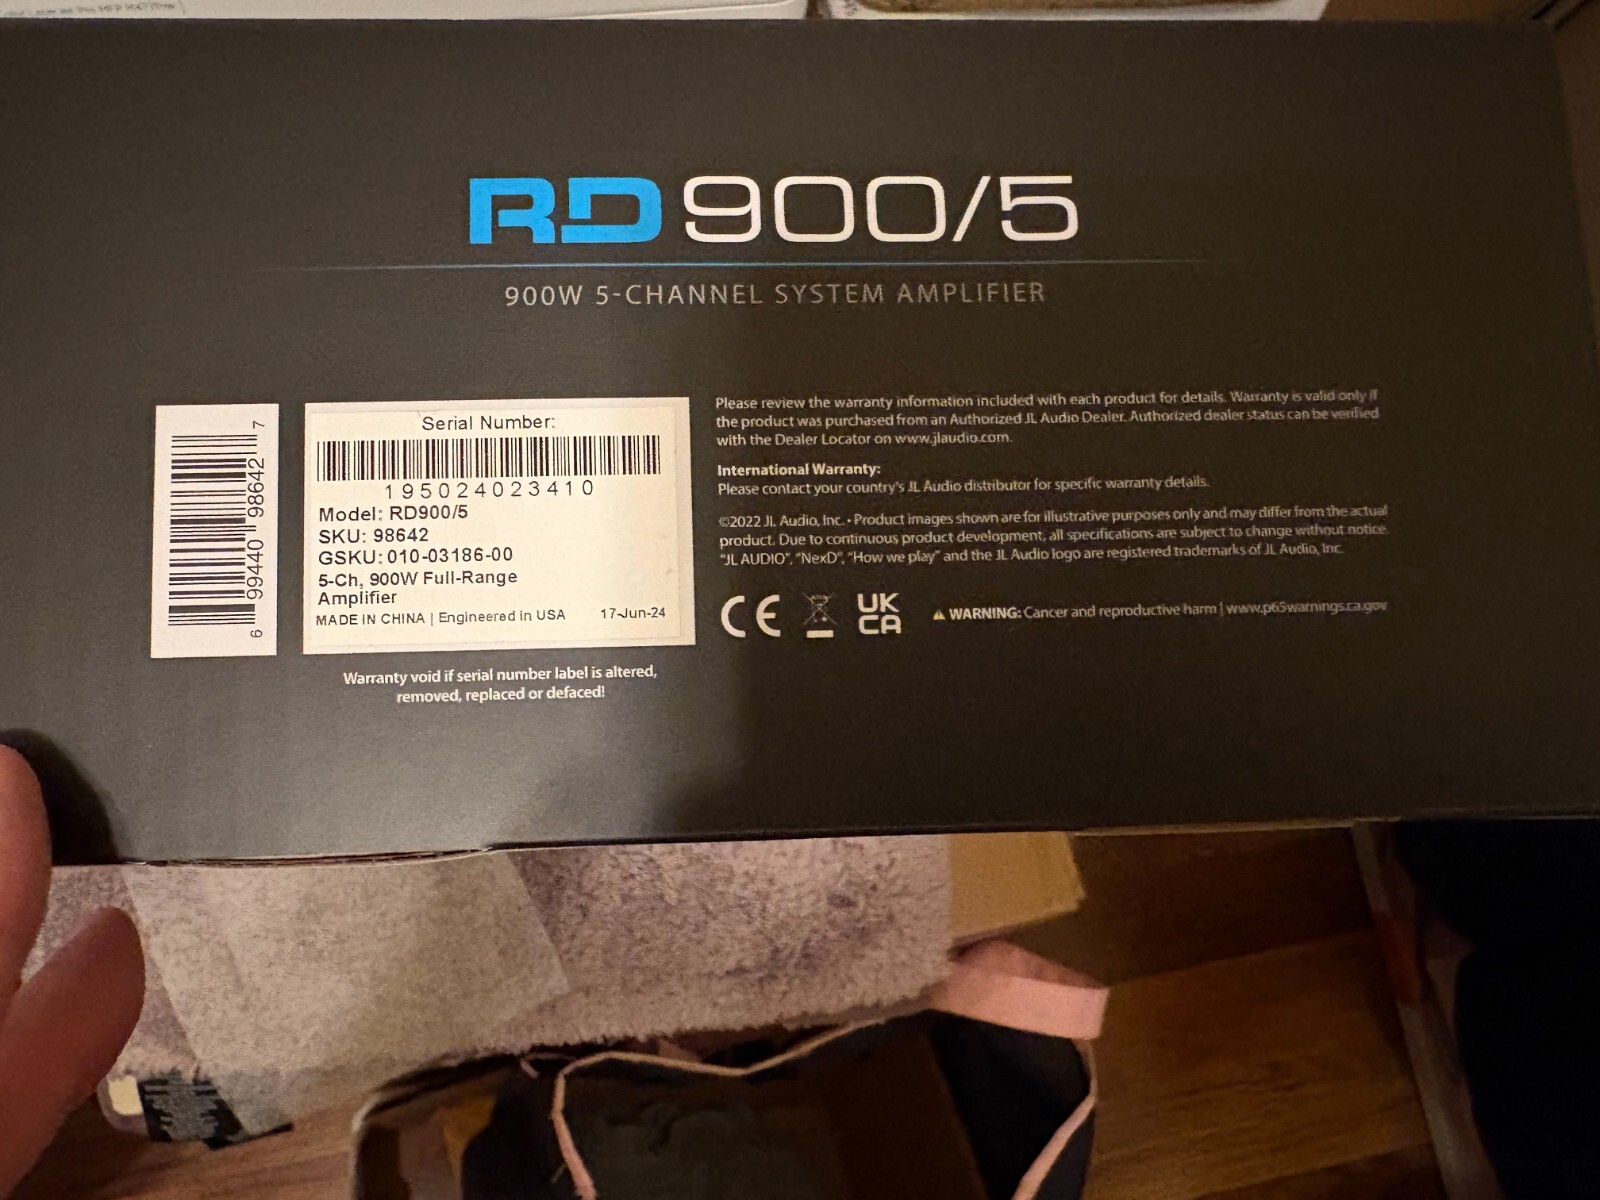 RD900/5
900W 5-CHANNEL SYSTEM AMPLIFIER
6 99440 98642 7
Serial Number:
195024023410
Model: RD900/5
SKU: 98642
GSKU: 010-03186-00
5-Ch, 900W Full-Range
Amplifier
MADE IN CHINA | Engineered in USA 17-Jun-24
Warranty void if serial number label is altered,
removed, replaced or defaced!
Please review the warranty information included with each product for details. Warranty is valid only if
the product was purchased from an Authorized JL Audio Dealer. Authorized dealer status can be verified
with the Dealer Locator on www.jlaudio.com.
International Warranty:
Please contact your country's JL Audio distributor for specific warranty details.
©2022 JL Audio, Inc. • Product images shown are for illustrative purposes only and may differ from the actual
product. Due to continuous product development, all specifications are subject to change without notice.
"JL AUDIO", "NexD", "How we play" and the JL Audio logo are registered trademarks of JL Audio, Inc.
CE
UK
CA
WARNING: Cancer and reproductive harm | www.p65warnings.ca.gov